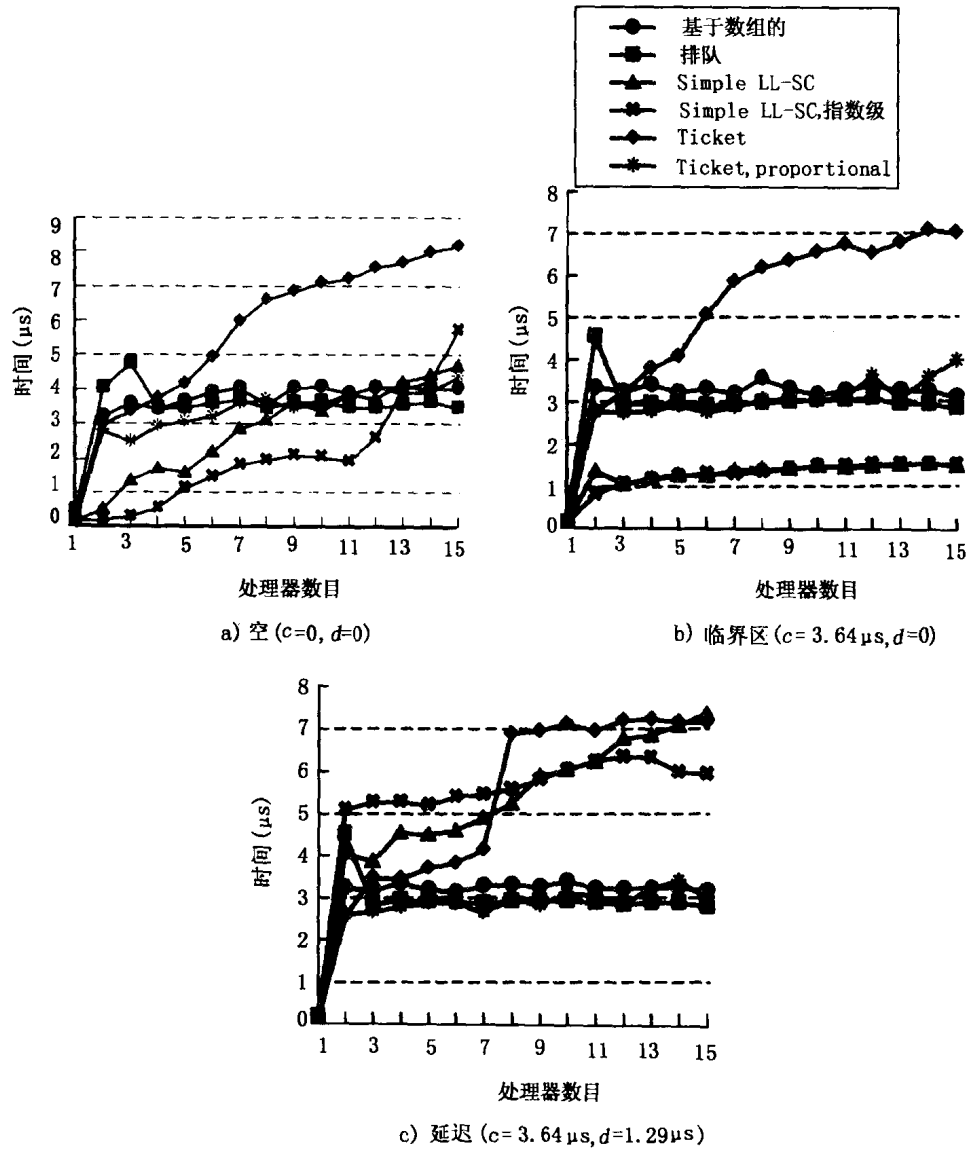 基于数组的
排队
Simple LL-SC
Simple LL-SC,指数级
Ticket
Ticket,proportional
9
8
7
6
5
4
3
2
1
0
时间(μs)
1 3 5 7 9 11 13 15
处理器数目
a) 空(c=0, d=0)
8
7
6
5
4
3
2
1
0
时间(μs)
1 3 5 7 9 11 13 15
处理器数目
b) 临界区(c= 3.64μs,d=0)
8
7
6
5
4
3
2
1
0
时间(μs)
1 3 5 7 9 11 13 15
处理器数目
c) 延迟(c= 3.64μs,d=1.29μs)